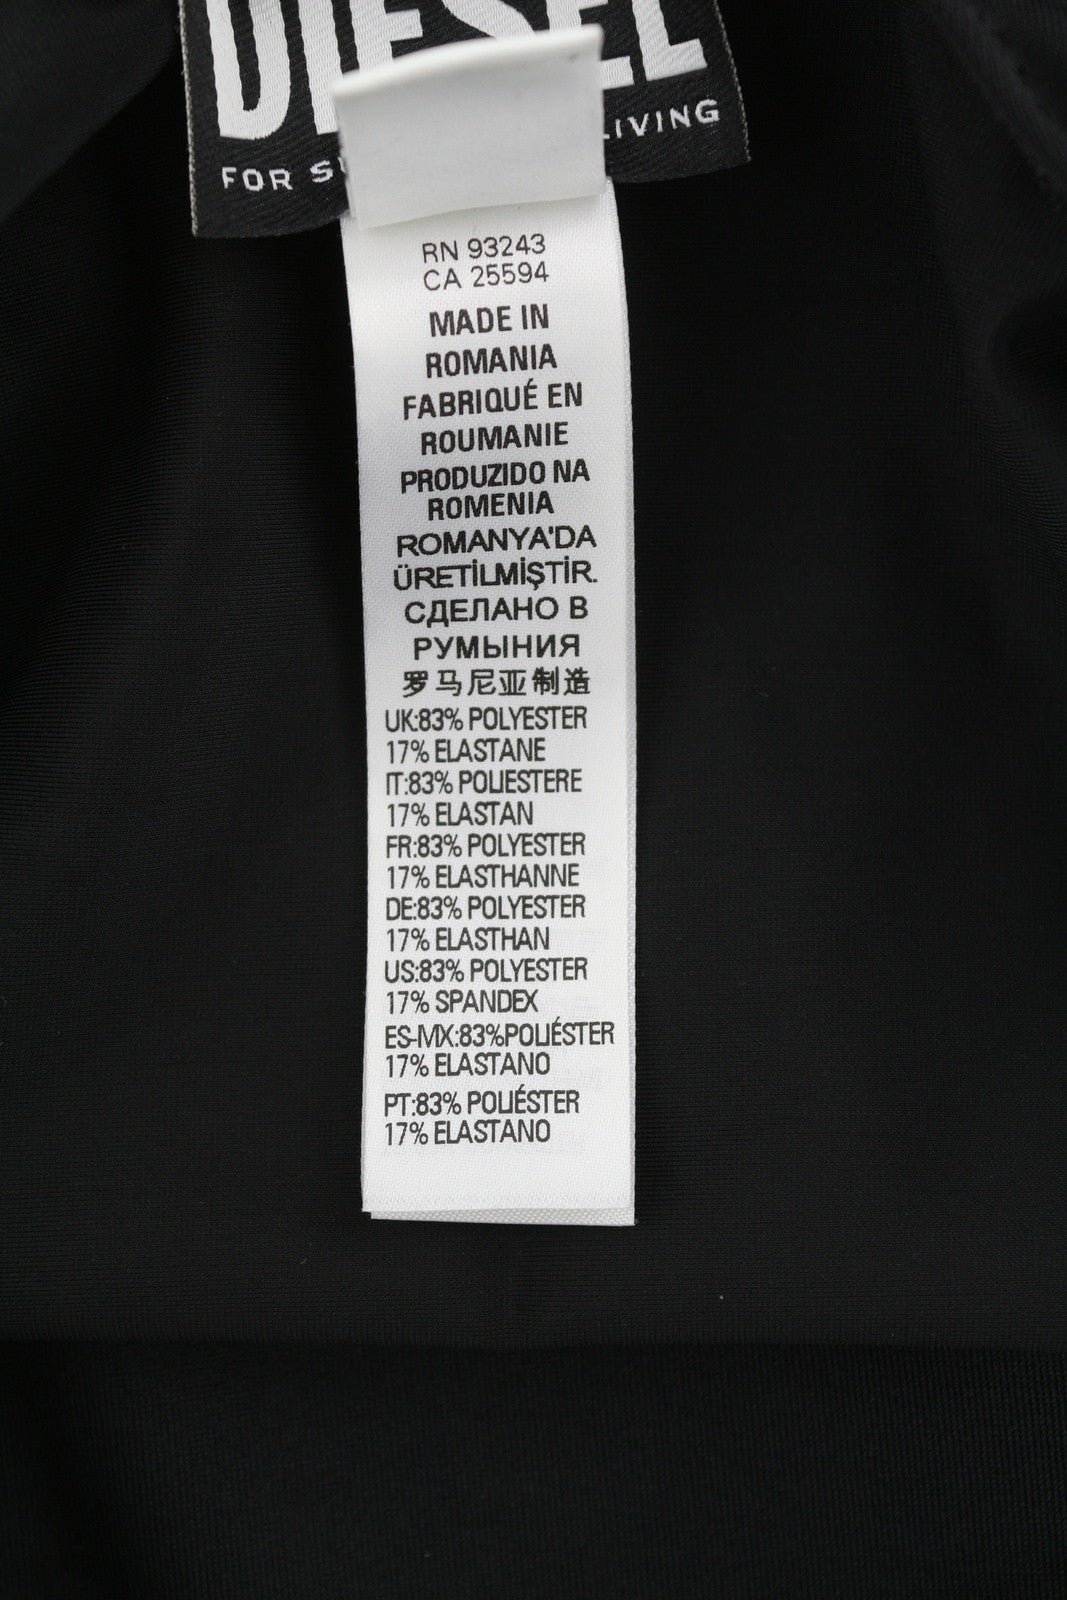 DIESEL
FOR LIVING
RN 93243
CA 25594
MADE IN
ROMANIA
FABRIQUÉ EN
ROUMANIE
PRODUZIDO NA
ROMENIA
ROMANYA'DA
ÜRETİLMİŞTİR.
СДЕЛАНО В
РУМЫНИЯ
罗马尼亚制造
UK:83% POLYESTER
17% ELASTANE
IT:83% POLIESTERE
17% ELASTAN
FR:83% POLYESTER
17% ELASTHANNE
DE:83% POLYESTER
17% ELASTHAN
US:83% POLYESTER
17% SPANDEX
ES-MX:83%POLIÉSTER
17% ELASTANO
PT:83% POLIÉSTER
17% ELASTANO